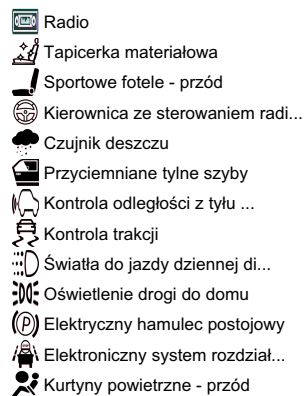 Radio
Tapicerka materiałowa
Sportowe fotele - przód
Kierownica ze sterowaniem radi...
Czujnik deszczu
Przyciemniane tylne szyby
Kontrola odległości z tyłu ...
Kontrola trakcji
Światła do jazdy dziennej di...
Oświetlenie drogi do domu
Elektryczny hamulec postojowy
Elektroniczny system rozdział...
Kurtyny powietrzne - przód